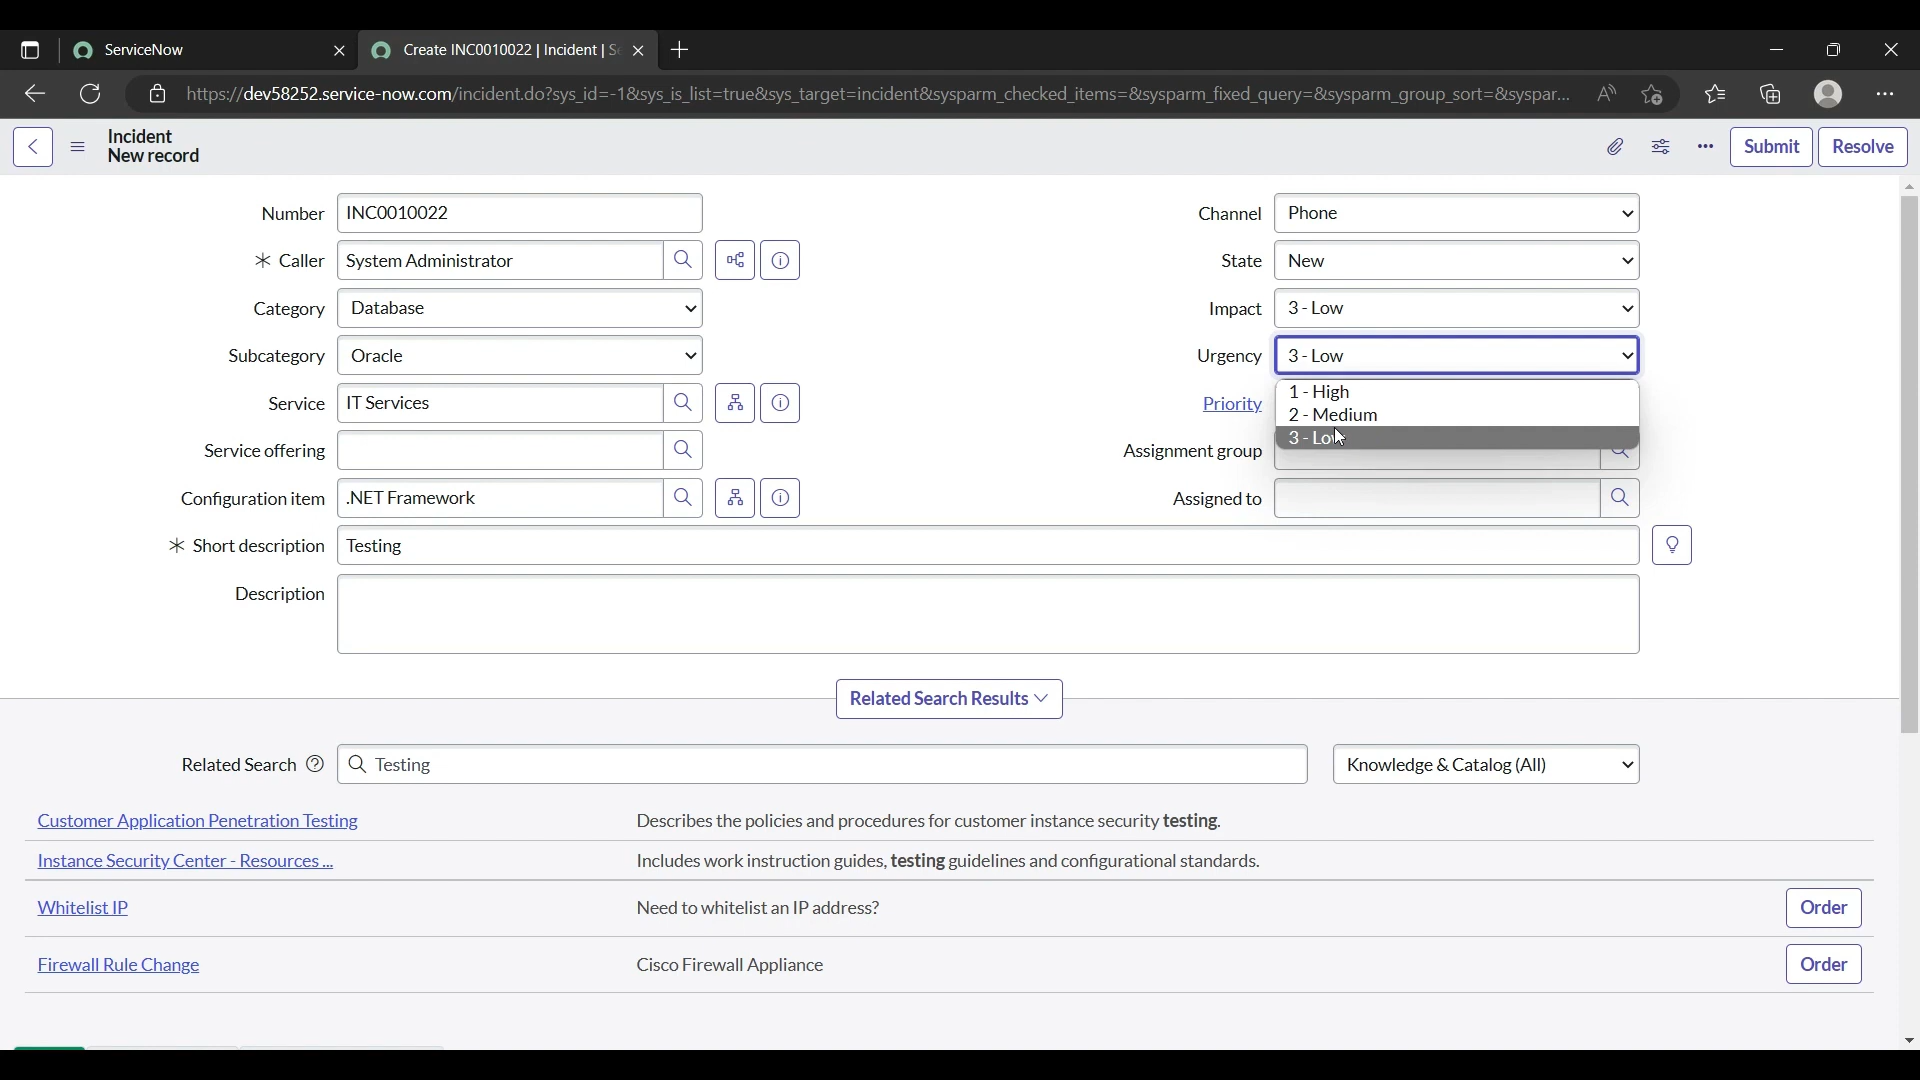 ServiceNow
Create INC0010022 | Incident | S
https://dev58252.service-now.com/incident.do?sys_id=-1&sys_is_list=true&sys_target=incident&sysparm_checked_items=&sysparm_fixed_query=&sysparm_group_sort=&syspar...
Incident
New record
Submit
Resolve
Number
INC0010022
Channel
Phone
Caller
System Administrator
State
New
Category
Database
Impact
3 - Low
Subcategory
Oracle
Urgency
3 - Low
1 - High
2 - Medium
3 - Low
Service
IT Services
Priority
Service offering
Assignment group
Configuration item
.NET Framework
Assigned to
Short description
Testing
Description
Related Search Results
Related Search
Testing
Knowledge & Catalog (All)
Customer Application Penetration Testing
Describes the policies and procedures for customer instance security testing.
Instance Security Center - Resources ...
Includes work instruction guides, testing guidelines and configurational standards.
Whitelist IP
Need to whitelist an IP address?
Order
Firewall Rule Change
Cisco Firewall Appliance
Order